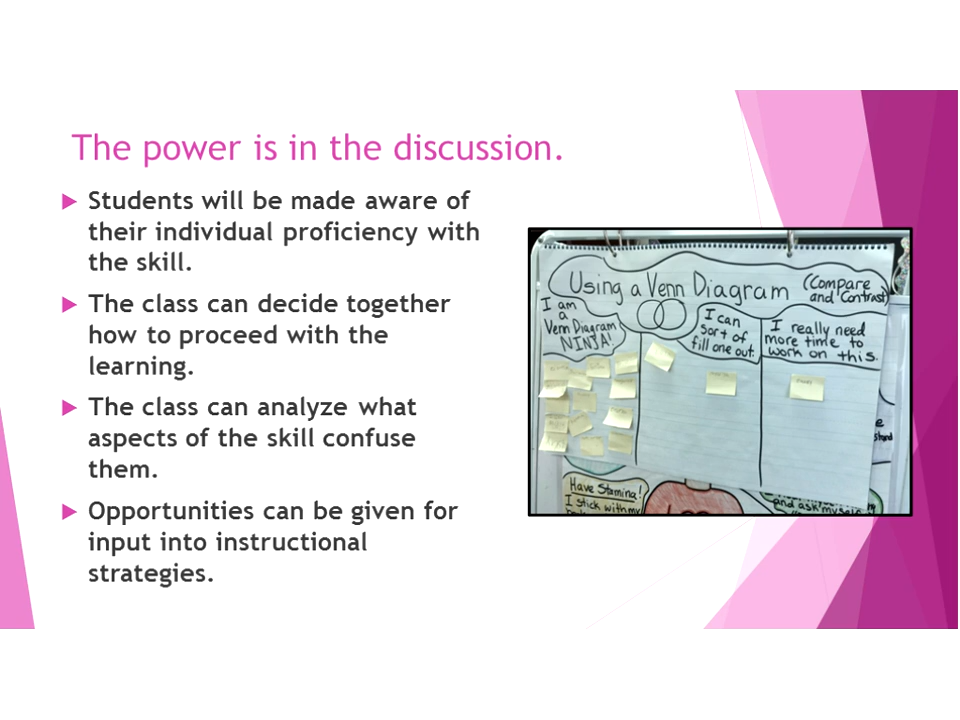 The power is in the discussion.
Students will be made aware of
their individual proficiency with
the skill.
The class can decide together
how to proceed with the
learning.
The class can analyze what
aspects of the skill confuse
them.
Opportunities can be given for
input into instructional
strategies.
Using a Venn Diagram
(Compare
and Contrast)
I am
a
Venn Diagram
NINJA!
I can
sort of
fill one out.
I really need
more time to
work on this.
Have Stamina!
I stick with my
and ask myself